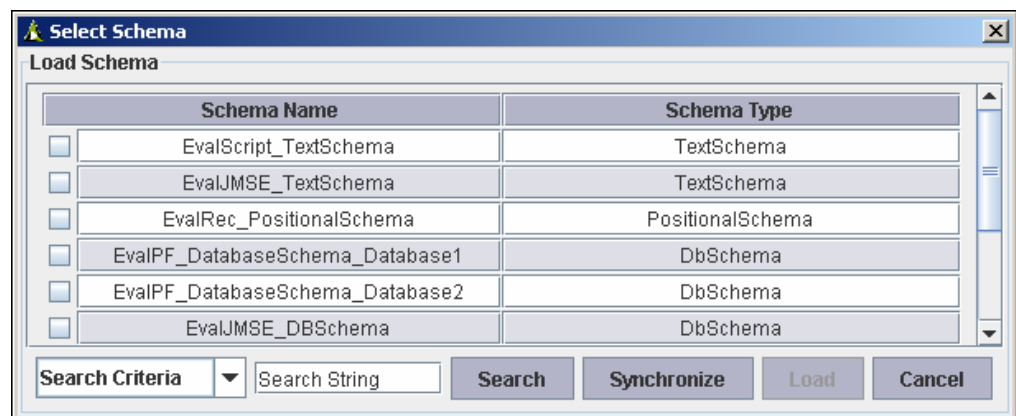 Select Schema
Load Schema
Schema Name Schema Type
EvalScript_TextSchema TextSchema
EvalJMSE_TextSchema TextSchema
EvalRec_PositionalSchema PositionalSchema
EvalPF_DatabaseSchema_Database1 DbSchema
EvalPF_DatabaseSchema_Database2 DbSchema
EvalJMSE_DBSchema DbSchema
Search Criteria Search String Search Synchronize Load Cancel